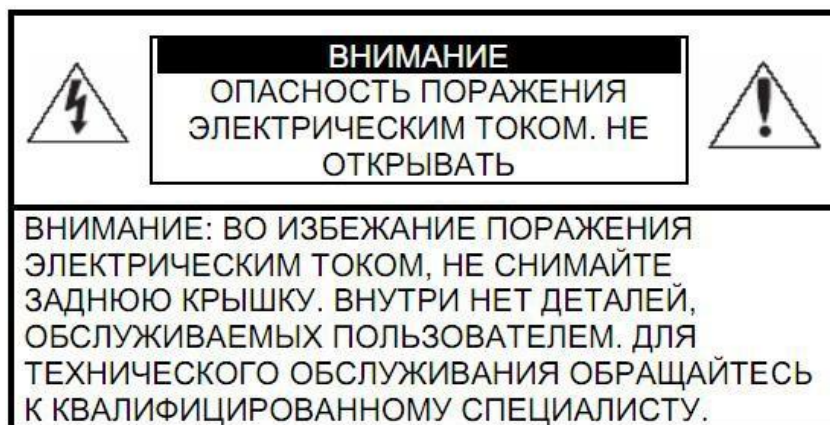 ВНИМАНИЕ
ОПАСНОСТЬ ПОРАЖЕНИЯ
ЭЛЕКТРИЧЕСКИМ ТОКОМ. НЕ
ОТКРЫВАТЬ
ВНИМАНИЕ: ВО ИЗБЕЖАНИЕ ПОРАЖЕНИЯ
ЭЛЕКТРИЧЕСКИМ ТОКОМ, НЕ СНИМАЙТЕ
ЗАДНЮЮ КРЫШКУ. ВНУТРИ НЕТ ДЕТАЛЕЙ,
ОБСЛУЖИВАЕМЫХ ПОЛЬЗОВАТЕЛЕМ. ДЛЯ
ТЕХНИЧЕСКОГО ОБСЛУЖИВАНИЯ ОБРАЩАЙТЕСЬ
К КВАЛИФИЦИРОВАННОМУ СПЕЦИАЛИСТУ.